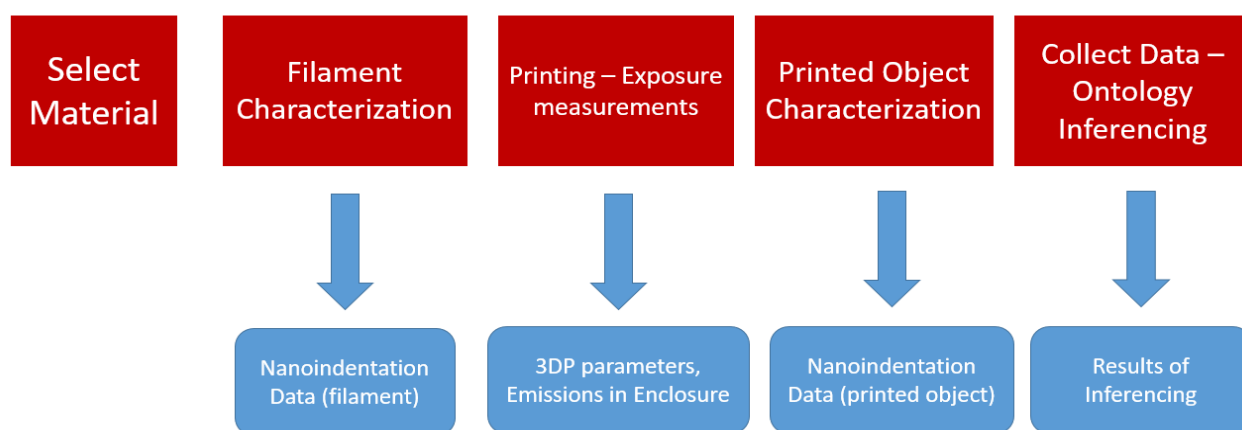 Select
Material
Filament
Characterization
Printing – Exposure
measurements
Printed Object
Characterization
Collect Data –
Ontology
Inferencing
Nanoindentation
Data (filament)
3DP parameters,
Emissions in Enclosure
Nanoindentation
Data (printed object)
Results of
Inferencing